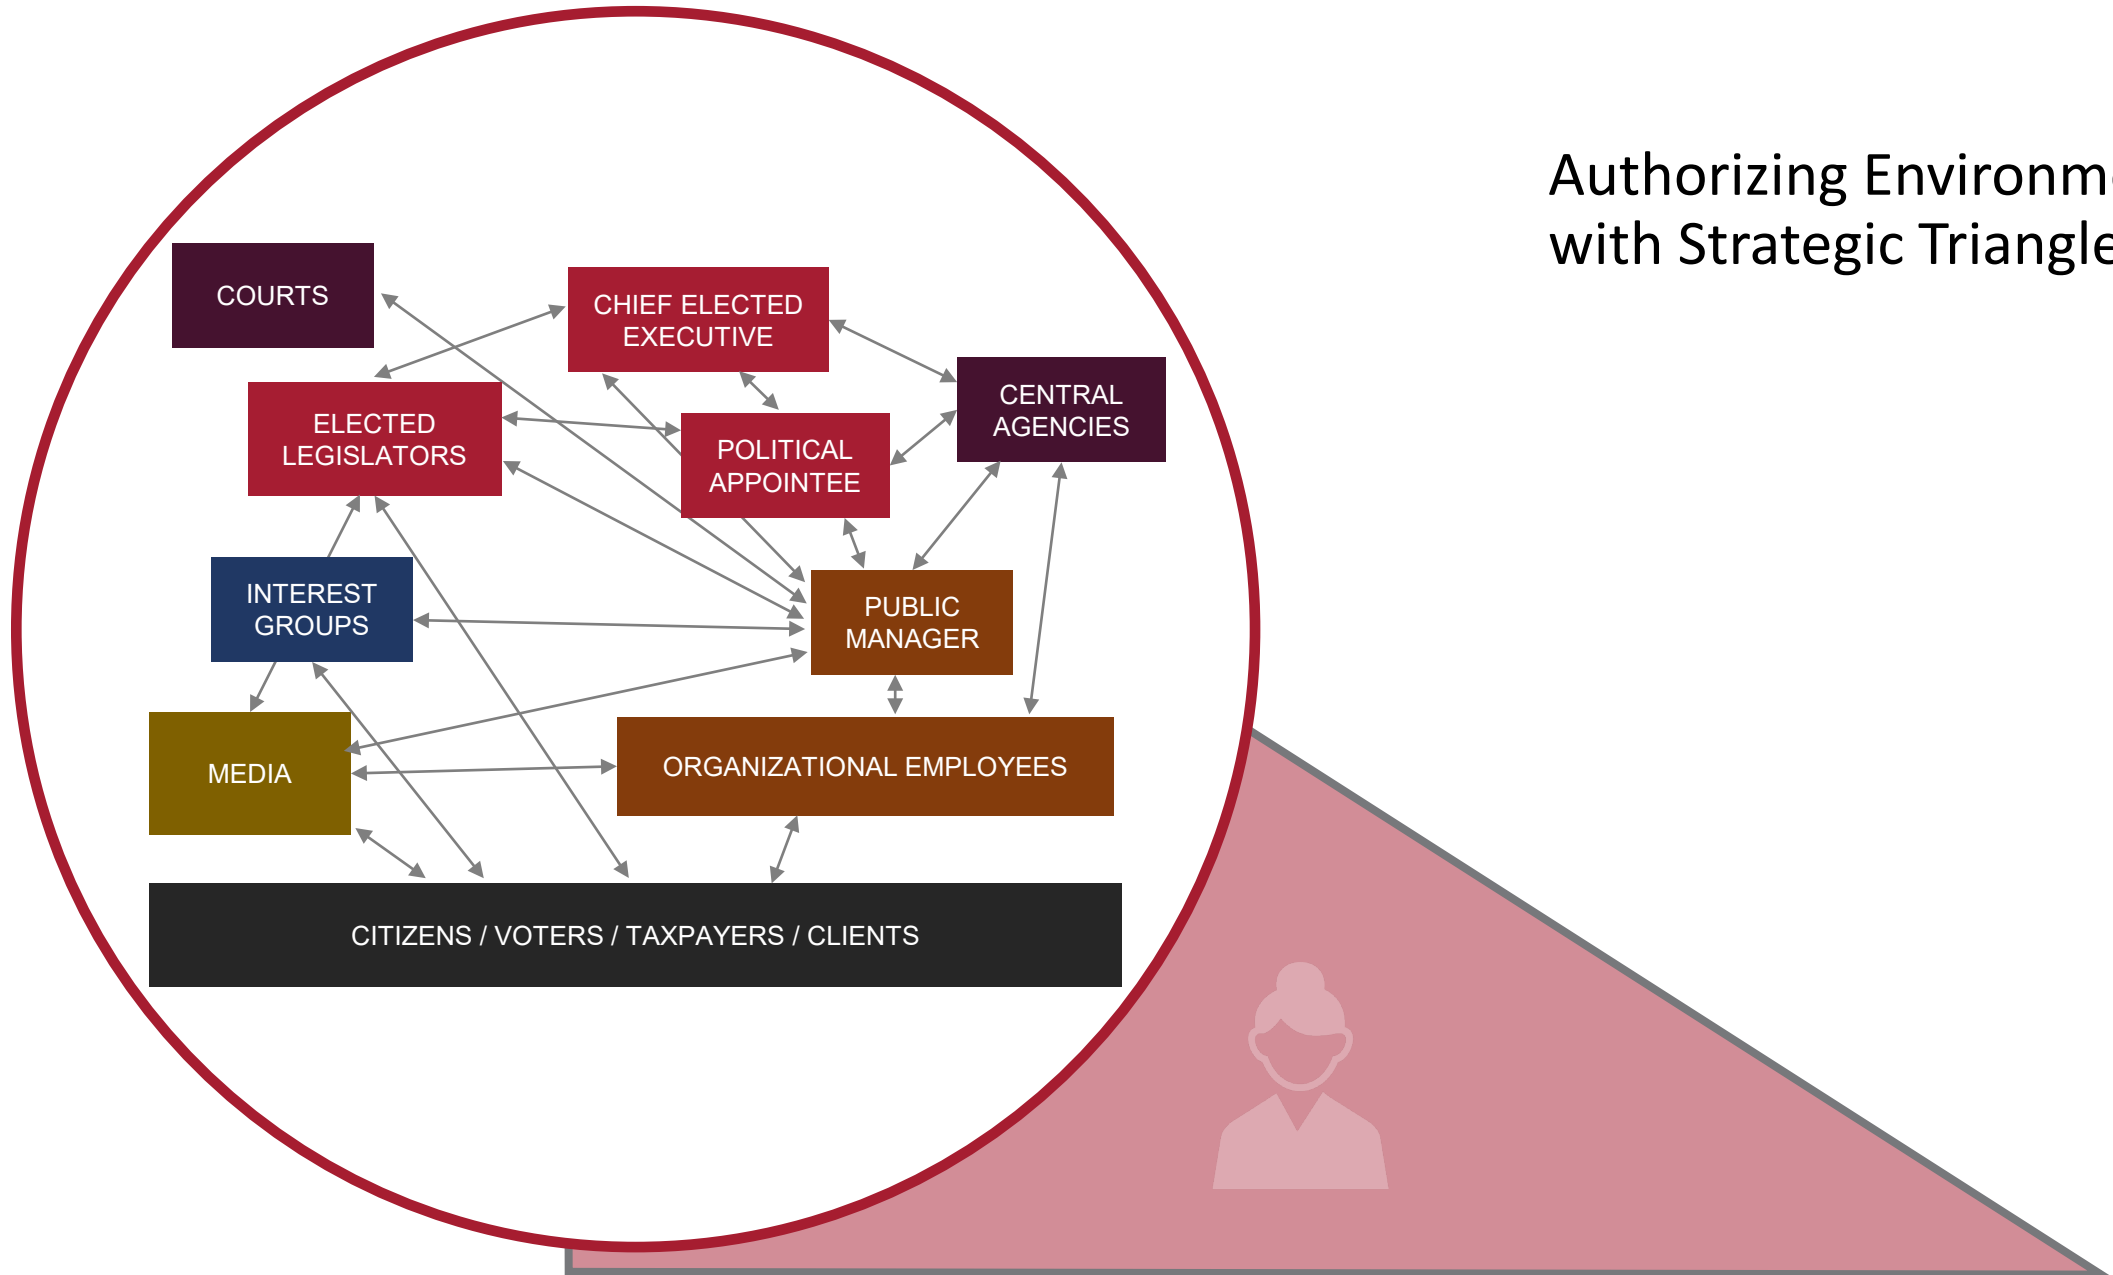 Authorizing Environm
with Strategic Triangle
COURTS
CHIEF ELECTED
EXECUTIVE
CENTRAL
AGENCIES
ELECTED
LEGISLATORS
POLITICAL
APPOINTEE
INTEREST
GROUPS
PUBLIC
MANAGER
MEDIA
ORGANIZATIONAL EMPLOYEES
CITIZENS / VOTERS / TAXPAYERS / CLIENTS